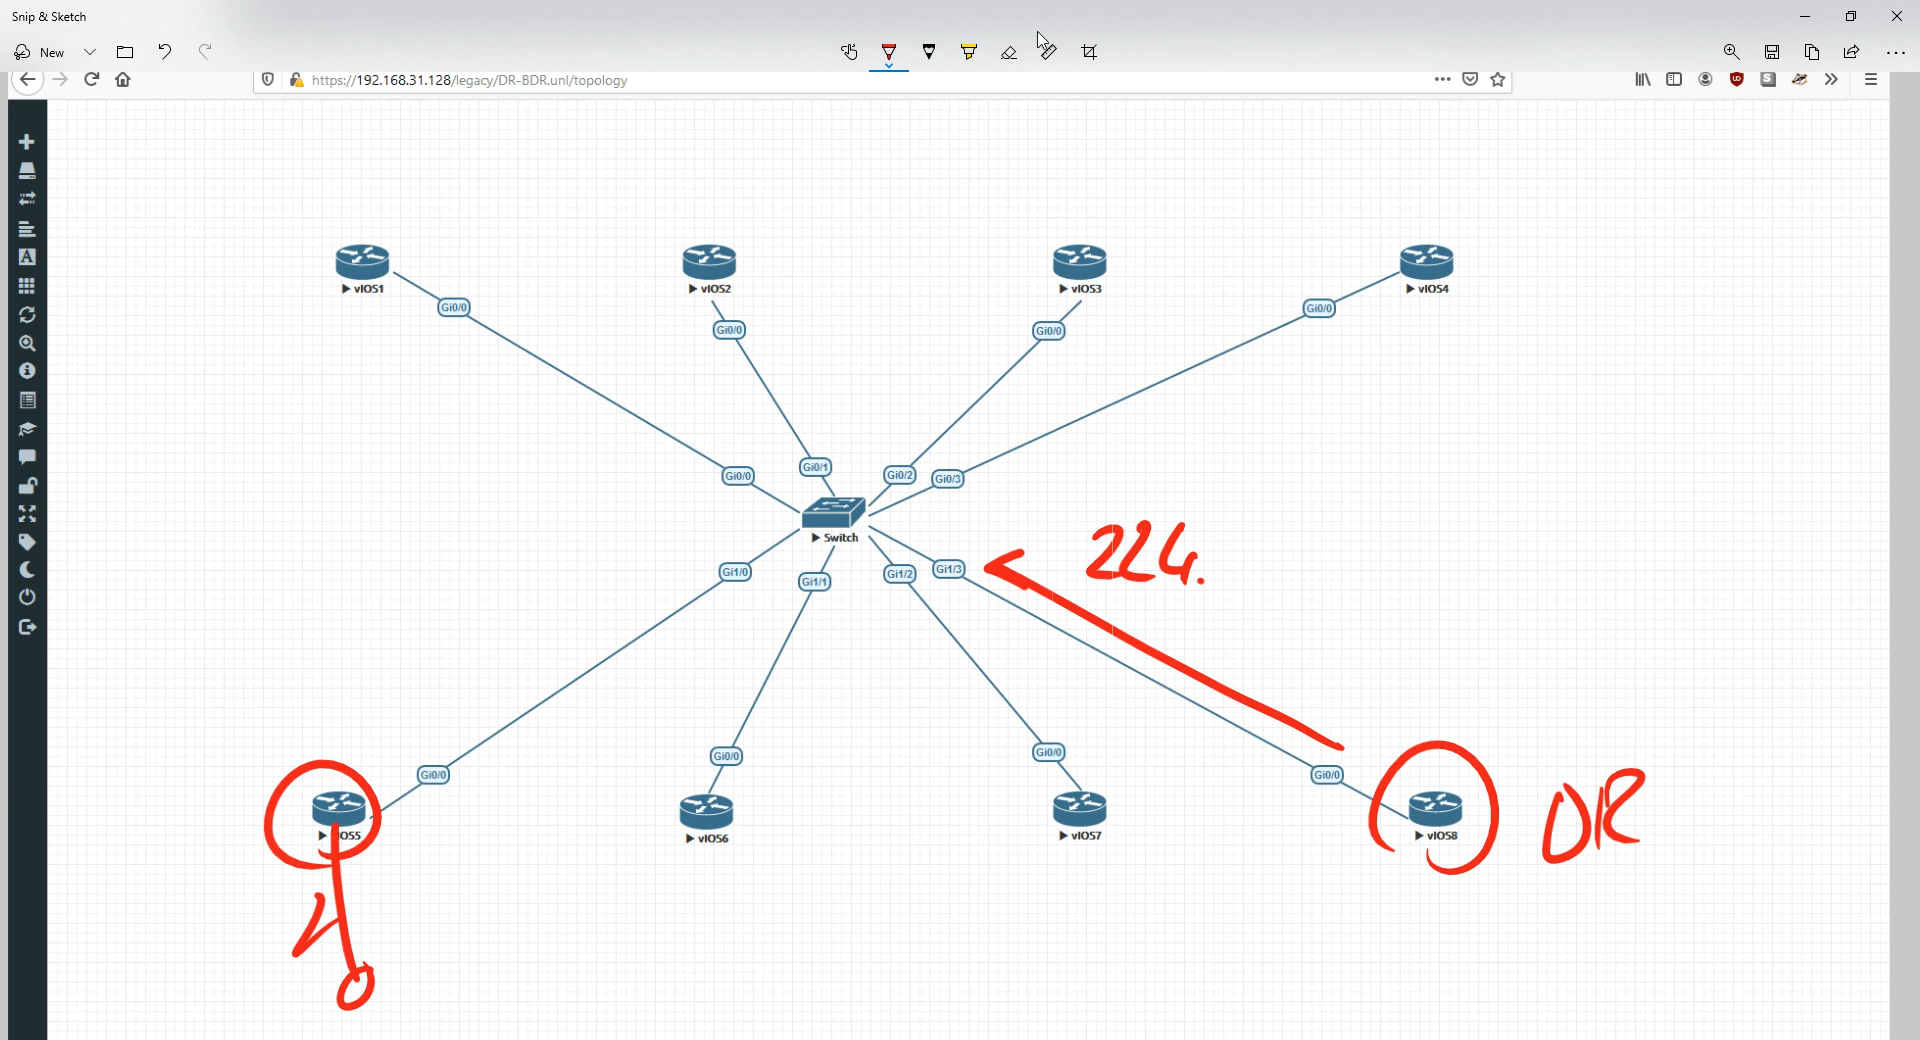 Snip & Sketch
New
https://192.168.31.128/legacy/DR-BDR.unl/topology
vIOS1
vIOS2
vIOS3
vIOS4
Gi0/0
Gi0/0
Gi0/0
Gi0/0
Gi0/0
Gi0/1
Gi0/2
Gi0/3
Switch
224.
Gi1/0
Gi1/1
Gi1/2
Gi1/3
Gi0/0
Gi0/0
Gi0/0
Gi0/0
DR
IOS5
vIOS6
vIOS7
vIOS8